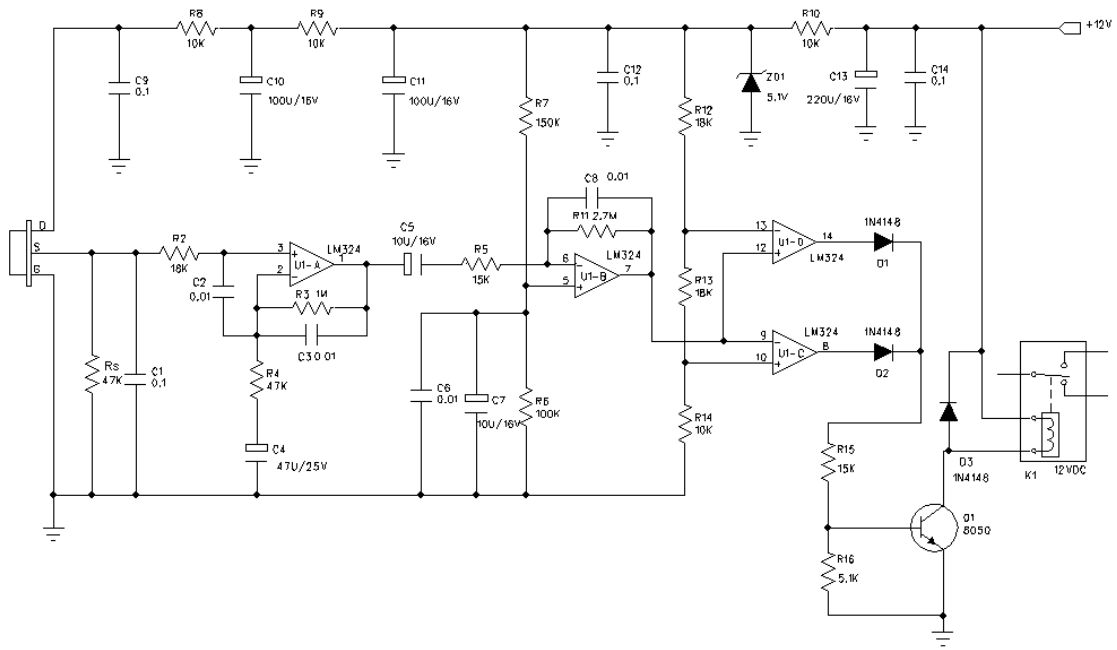 R8
10K
R9
10K
R10
10K
+12V
C9
0.1
C10
100U/16V
C11
100U/16V
C12
0.1
ZD1
5.1V
C13
220U/16V
C14
0.1
R7
150K
R12
18K
D
S
G
R2
18K
C2
0.01
3
+
2
-
U1-A
LM324
1
R3 1M
C3 0.01
C5
10U/16V
R5
15K
C8 0.01
R11 2.7M
6
-
5
+
U1-B
LM324
7
13
-
12
+
U1-D
14
LM324
1N4148
D1
R13
18K
9
-
10
+
U1-C
LM324
8
1N4148
D2
Rs
47K
C1
0.1
R4
47K
C4
47U/25V
C6
0.01
C7
10U/16V
R6
100K
R14
10K
R15
15K
R16
5.1K
D3
1N4148
K1
12VDC
Q1
8050